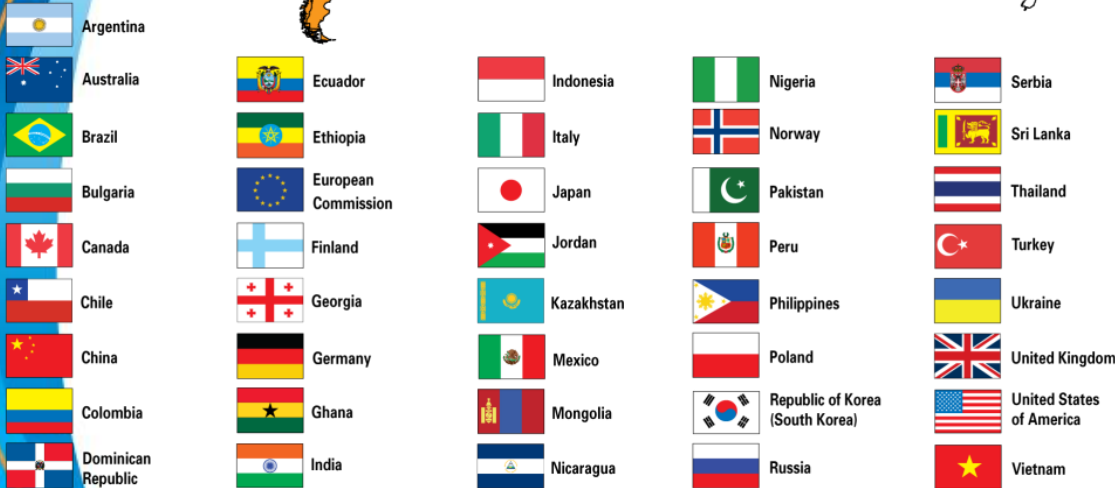 Argentina
Australia
Brazil
Bulgaria
Canada
Chile
China
Colombia
Dominican
Republic
Ecuador
Ethiopia
European
Commission
Finland
Georgia
Germany
Ghana
India
Indonesia
Italy
Japan
Jordan
Kazakhstan
Mexico
Mongolia
Nicaragua
Nigeria
Norway
Pakistan
Peru
Philippines
Poland
Republic of Korea
(South Korea)
Russia
Serbia
Sri Lanka
Thailand
Turkey
Ukraine
United Kingdom
United States
of America
Vietnam